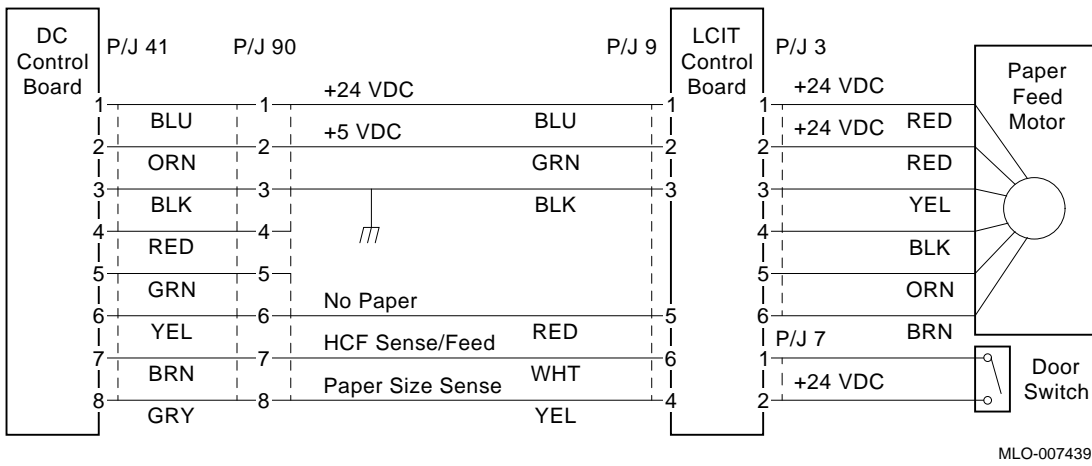 DC Control Board
P/J 41
P/J 90
P/J 9
LCIT Control Board
P/J 3
Paper Feed Motor
1 1 +24 VDC 1 1 +24 VDC
BLU BLU RED
2 2 +5 VDC 2 2 +24 VDC
ORN GRN RED
3 3 3 3
BLK BLK YEL
4 4 4
RED BLK
5 5 5
GRN ORN
6 6 No Paper 5 6
YEL RED BRN
P/J 7
7 7 HCF Sense/Feed 6 1
BRN WHT
8 8 Paper Size Sense 4 2 +24 VDC
GRY YEL
Door Switch
MLO-007439